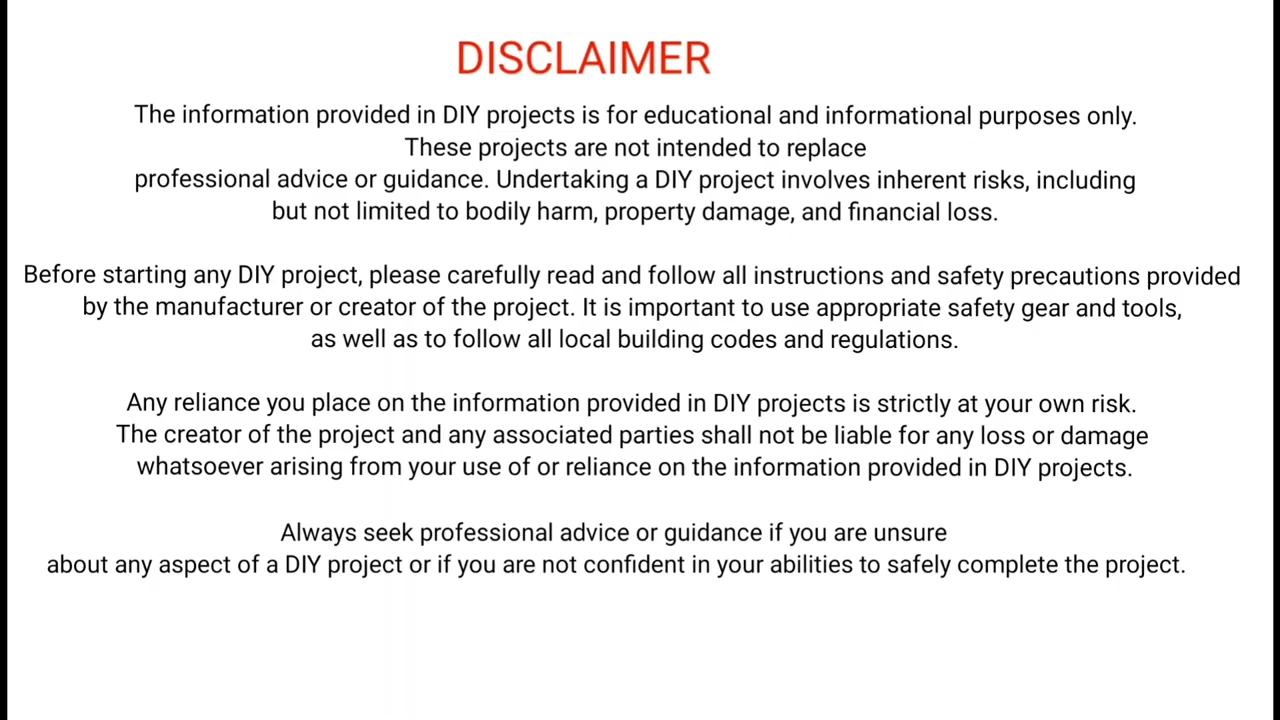 DISCLAIMER
The information provided in DIY projects is for educational and informational purposes only.
These projects are not intended to replace
professional advice or guidance. Undertaking a DIY project involves inherent risks, including
but not limited to bodily harm, property damage, and financial loss.
Before starting any DIY project, please carefully read and follow all instructions and safety precautions provided
by the manufacturer or creator of the project. It is important to use appropriate safety gear and tools,
as well as to follow all local building codes and regulations.
Any reliance you place on the information provided in DIY projects is strictly at your own risk.
The creator of the project and any associated parties shall not be liable for any loss or damage
whatsoever arising from your use of or reliance on the information provided in DIY projects.
Always seek professional advice or guidance if you are unsure
about any aspect of a DIY project or if you are not confident in your abilities to safely complete the project.